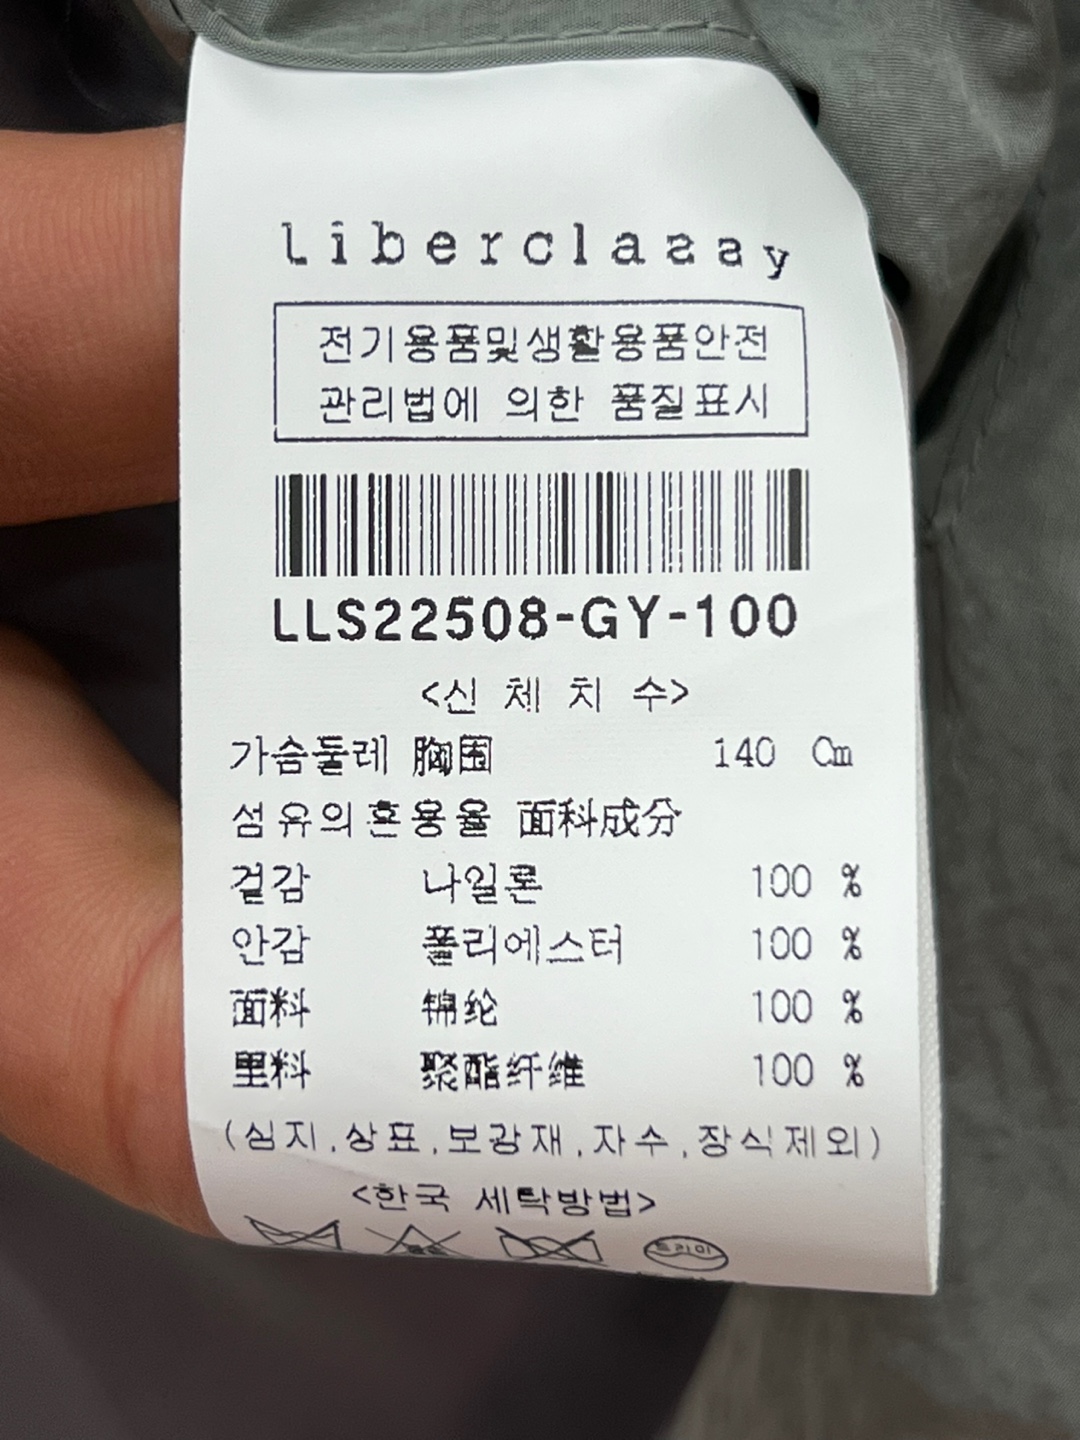 liberclassy
전기용품및생활용품안전
관리법에 의한 품질표시
LLS22508-GY-100
<신 체 치 수>
가슴둘레 胸围 140 Cm
섬유의혼용율 面科成分
겉감 나일론 100 %
안감 폴리에스터 100 %
面料 锦纶 100 %
里料 聚酯纤维 100 %
(심지,상표,보강재,자수,장식제외)
<한국 세탁방법>
드라이